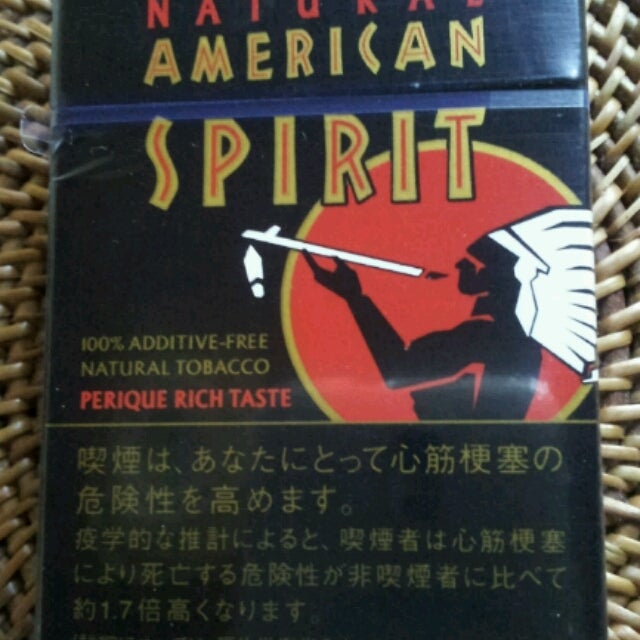 NATURAL
AMERICAN
SPIRIT
100% ADDITIVE-FREE
NATURAL TOBACCO
PERIQUE RICH TASTE
喫煙は、あなたにとって心筋梗塞の
危険性を高めます。
疫学的な推計によると、喫煙者は心筋梗塞
により死亡する危険性が非喫煙者に比べて
約1.7倍高くなります。